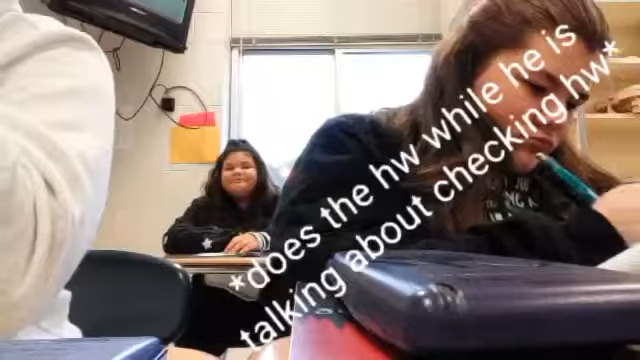 *does the hw while he is
talking about checking hw*